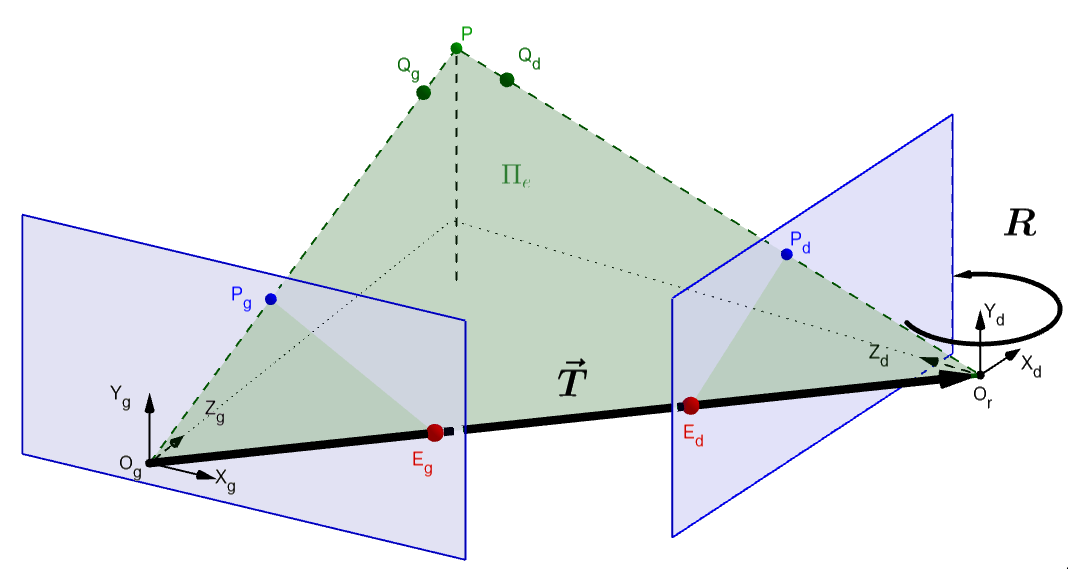 P
Q_g
Q_d
Π_e
R
P_d
P_g
Y_d
Z_d
X_d
T⃗
O_r
Y_g
Z_g
E_d
E_g
O_g
X_g